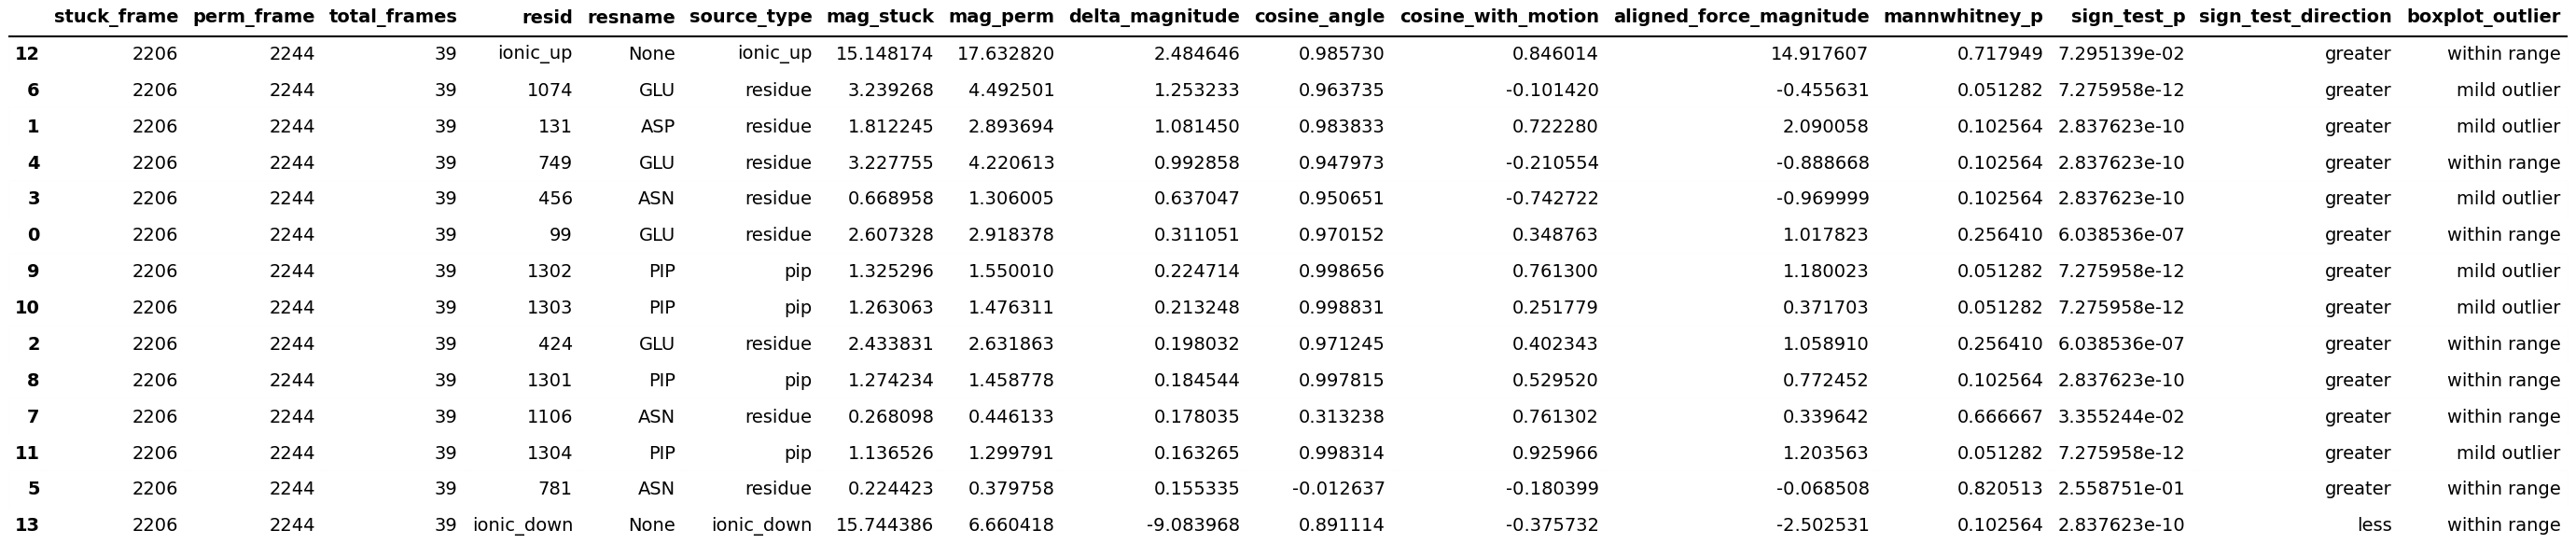 stuck_frame perm_frame total_frames resid resname source_type mag_stuck mag_perm delta_magnitude cosine_angle cosine_with_motion aligned_force_magnitude mannwhitney_p sign_test_p sign_test_direction boxplot_outlier
12 2206 2244 39 ionic_up None ionic_up 15.148174 17.632820 2.484646 0.985730 0.846014 14.917607 0.717949 7.295139e-02 greater within range
6 2206 2244 39 1074 GLU residue 3.239268 4.492501 1.253233 0.963735 -0.101420 -0.455631 0.051282 7.275958e-12 greater mild outlier
1 2206 2244 39 131 ASP residue 1.812245 2.893694 1.081450 0.983833 0.722280 2.090058 0.102564 2.837623e-10 greater mild outlier
4 2206 2244 39 749 GLU residue 3.227755 4.220613 0.992858 0.947973 -0.210554 -0.888668 0.102564 2.837623e-10 greater within range
3 2206 2244 39 456 ASN residue 0.668958 1.306005 0.637047 0.950651 -0.742722 -0.969999 0.102564 2.837623e-10 greater mild outlier
0 2206 2244 39 99 GLU residue 2.607328 2.918378 0.311051 0.970152 0.348763 1.017823 0.256410 6.038536e-07 greater within range
9 2206 2244 39 1302 PIP pip 1.325296 1.550010 0.224714 0.998656 0.761300 1.180023 0.051282 7.275958e-12 greater mild outlier
10 2206 2244 39 1303 PIP pip 1.263063 1.476311 0.213248 0.998831 0.251779 0.371703 0.051282 7.275958e-12 greater mild outlier
2 2206 2244 39 424 GLU residue 2.433831 2.631863 0.198032 0.971245 0.402343 1.058910 0.256410 6.038536e-07 greater within range
8 2206 2244 39 1301 PIP pip 1.274234 1.458778 0.184544 0.997815 0.529520 0.772452 0.102564 2.837623e-10 greater within range
7 2206 2244 39 1106 ASN residue 0.268098 0.446133 0.178035 0.313238 0.761302 0.339642 0.666667 3.355244e-02 greater within range
11 2206 2244 39 1304 PIP pip 1.136526 1.299791 0.163265 0.998314 0.925966 1.203563 0.051282 7.275958e-12 greater mild outlier
5 2206 2244 39 781 ASN residue 0.224423 0.379758 0.155335 -0.012637 -0.180399 -0.068508 0.820513 2.558751e-01 greater within range
13 2206 2244 39 ionic_down None ionic_down 15.744386 6.660418 -9.083968 0.891114 -0.375732 -2.502531 0.102564 2.837623e-10 less within range